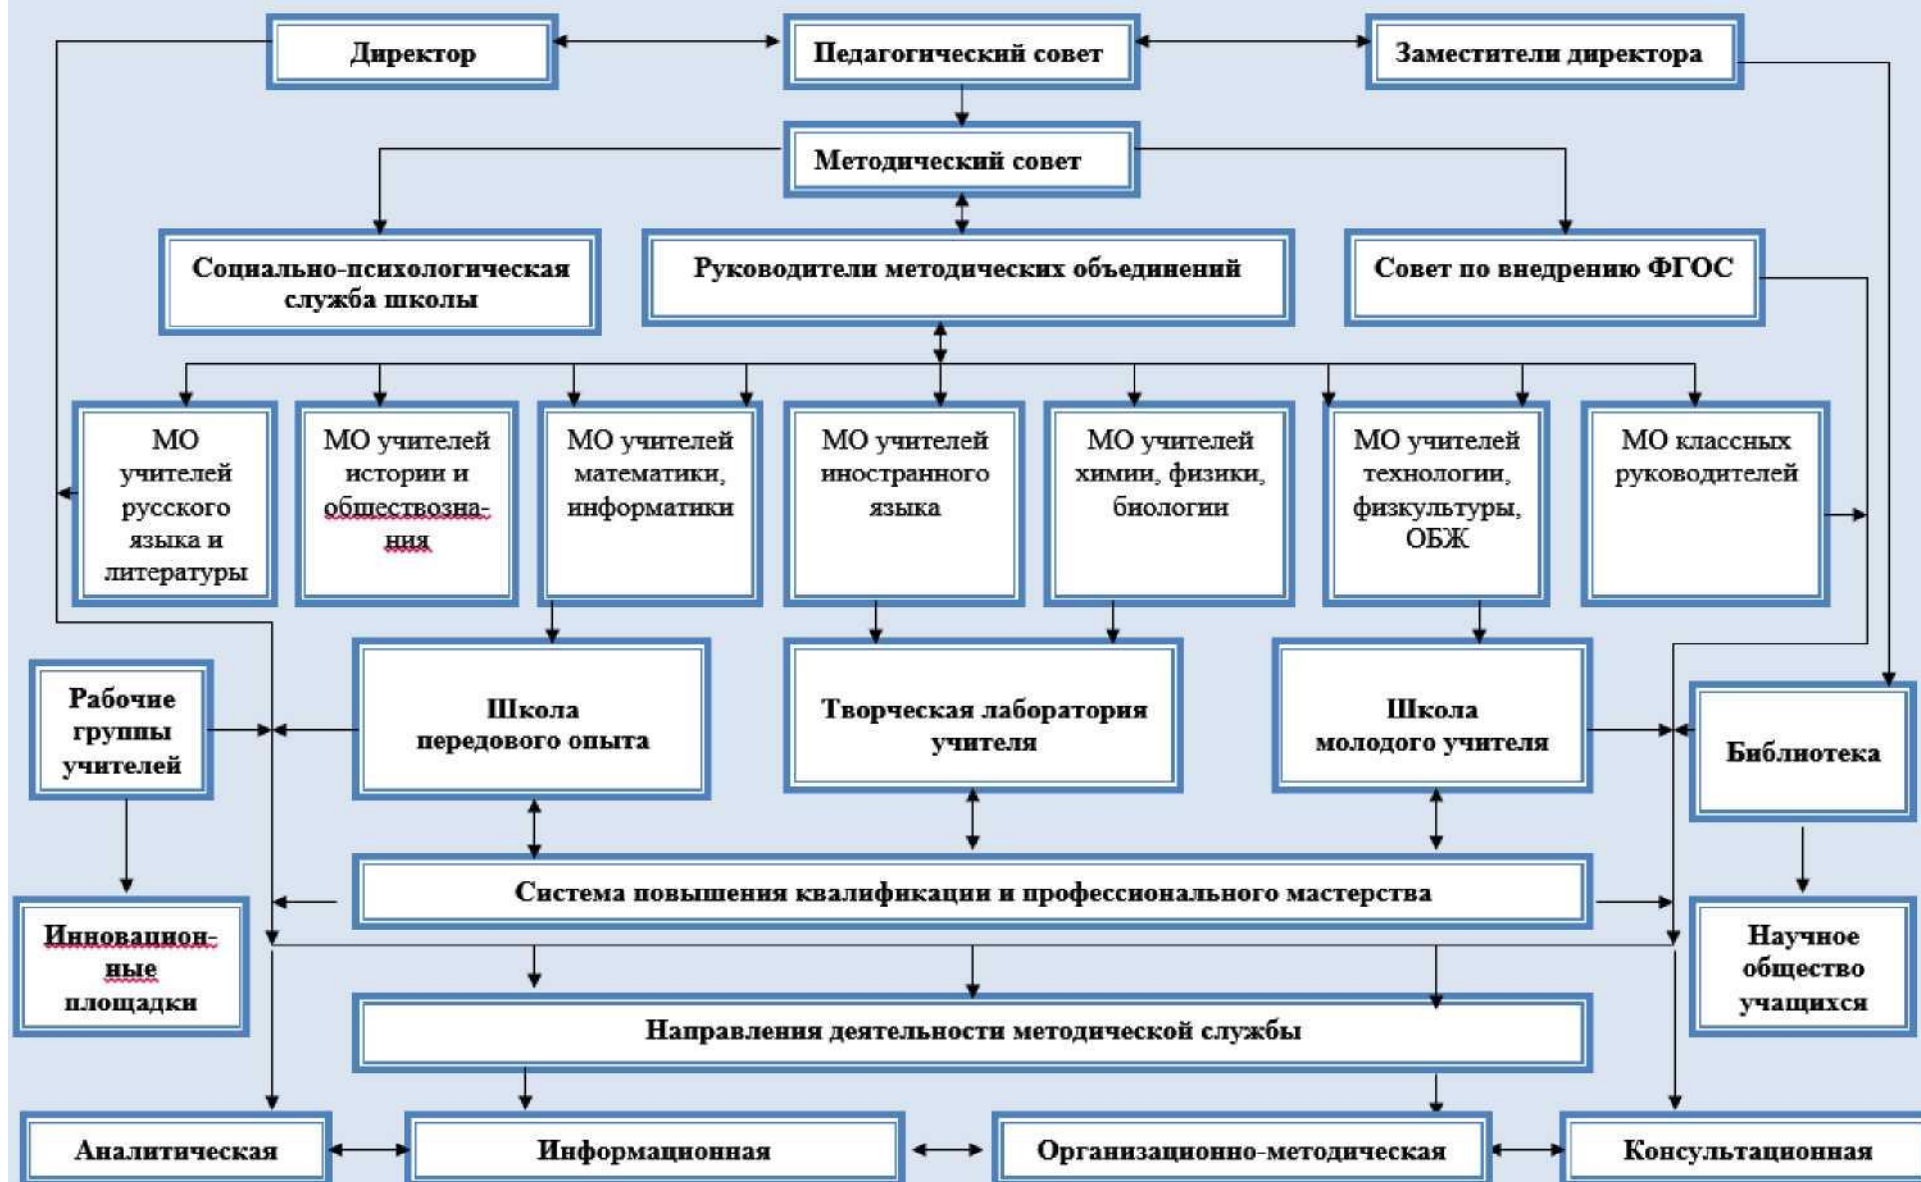 Директор
Педагогический совет
Заместители директора
Методический совет
Социально-психологическая
служба школы
Руководители методических объединений
Совет по внедрению ФГОС
МО
учителей
русского
языка и
литературы
МО учителей
истории и
обществозна-
ния
МО учителей
математики,
информатики
МО учителей
иностранного
языка
МО учителей
химии, физики,
биологии
МО учителей
технологии,
физкультуры,
ОБЖ
МО классных
руководителей
Рабочие
группы
учителей
Школа
передового опыта
Творческая лаборатория
учителя
Школа
молодого учителя
Библиотека
Система повышения квалификации и профессионального мастерства
Инновацион-
ные
площадки
Научное
общество
учащихся
Направления деятельности методической службы
Аналитическая
Информационная
Организационно-методическая
Консультационная